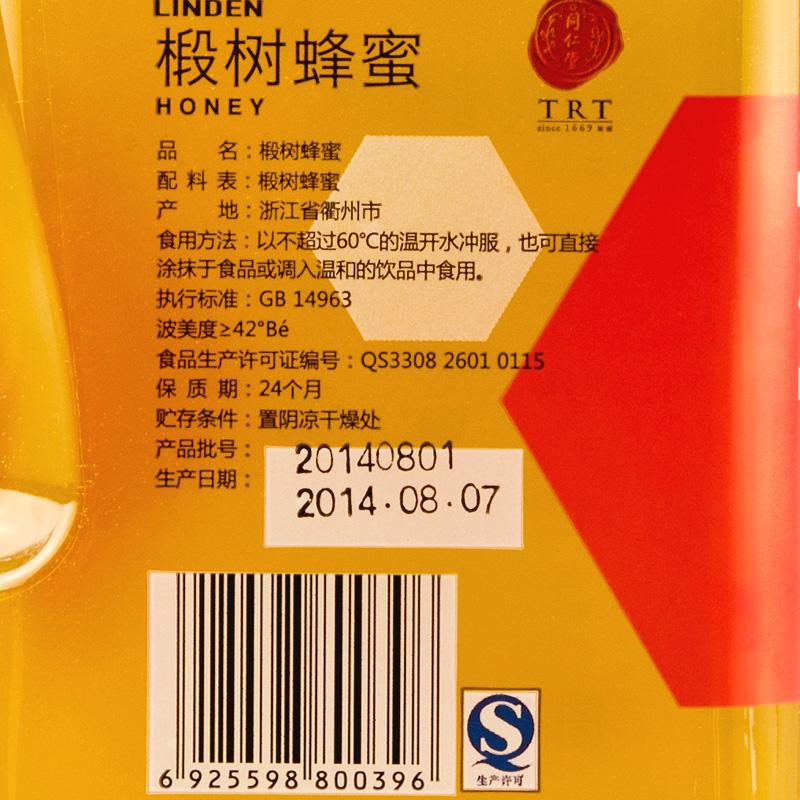 LINDEN
椴树蜂蜜
HONEY
同仁堂
TRT
since 1669
品 名：椴树蜂蜜
配 料 表：椴树蜂蜜
产 地：浙江省衢州市
食用方法：以不超过60℃的温开水冲服，也可直接
涂抹于食品或调入温和的饮品中食用。
执行标准：GB 14963
波美度≥42°Bé
食品生产许可证编号：QS3308 2601 0115
保 质 期：24个月
贮存条件：置阴凉干燥处
产品批号：20140801
生产日期：2014.08.07
6 925598 800396
S
生产许可